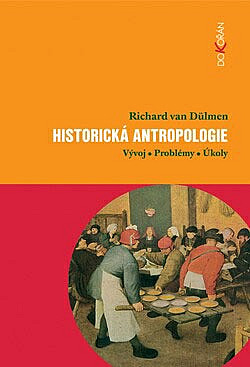 DOKOŘÁN
Richard van Dülmen
HISTORICKÁ ANTROPOLOGIE
Vývoj • Problémy • Úkoly